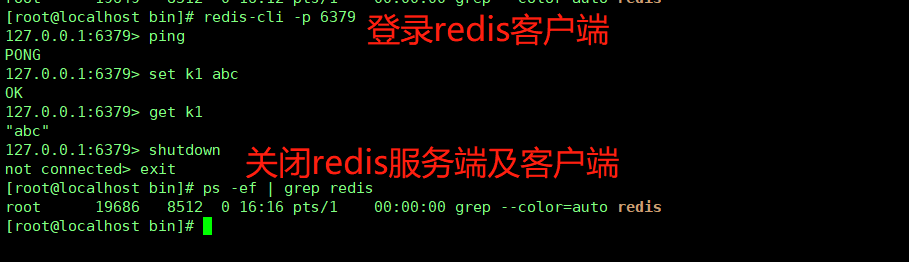 [root@localhost bin]# redis-cli -p 6379
127.0.0.1:6379> ping
登录redis客户端
PONG
127.0.0.1:6379> set k1 abc
OK
127.0.0.1:6379> get k1
"abc"
127.0.0.1:6379> shutdown
关闭redis服务端及客户端
not connected> exit
[root@localhost bin]# ps -ef | grep redis
root      19686   8512  0 16:16 pts/1    00:00:00 grep --color=auto redis
[root@localhost bin]#